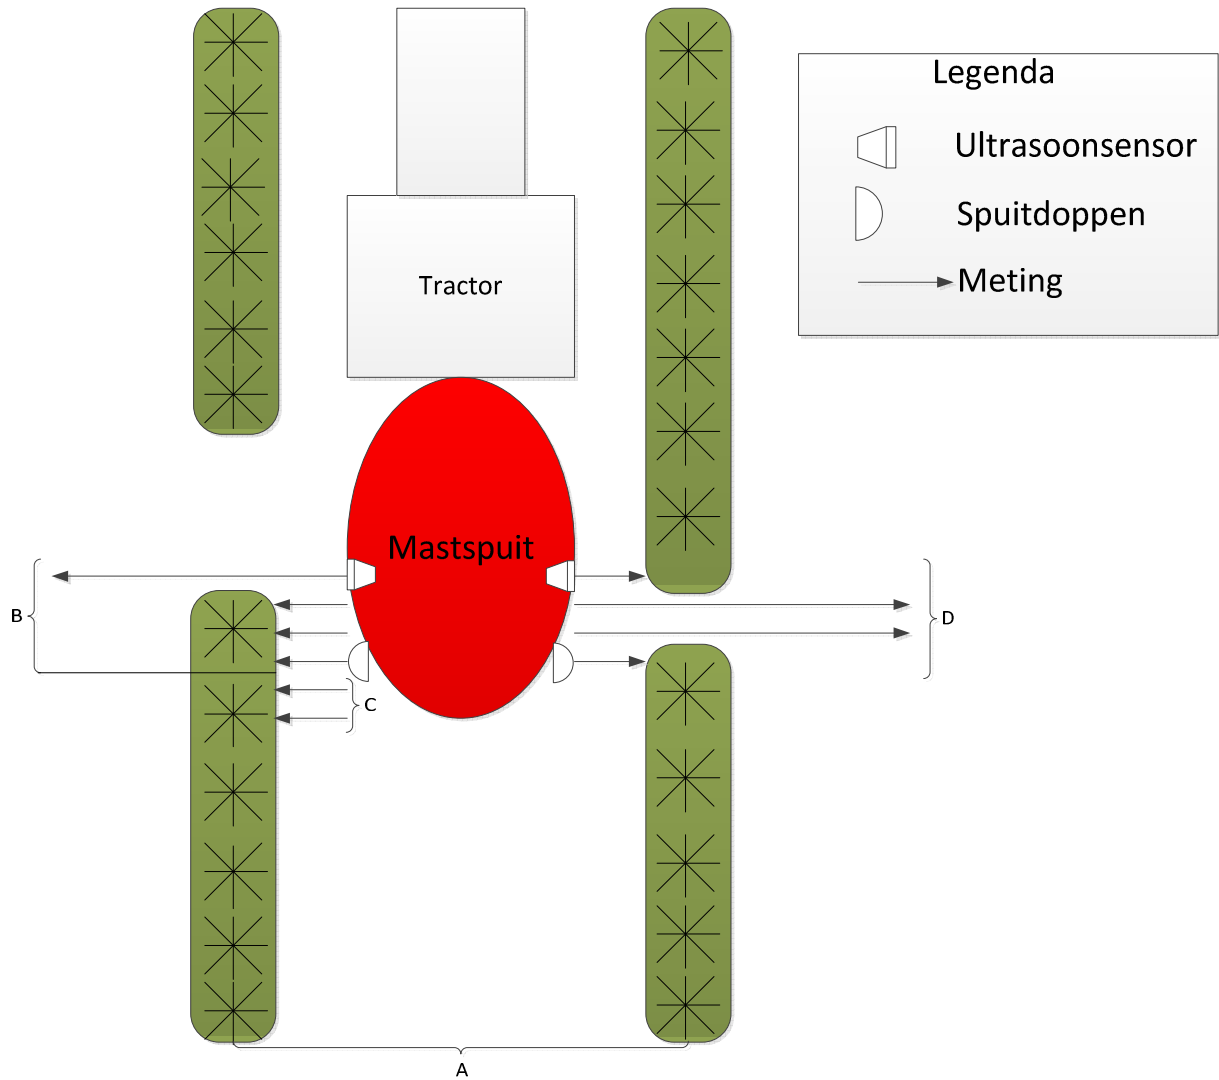 Legenda
Ultrasoonsensor
Spuitdoppen
Meting
Tractor
Mastspuit
B
D
C
A